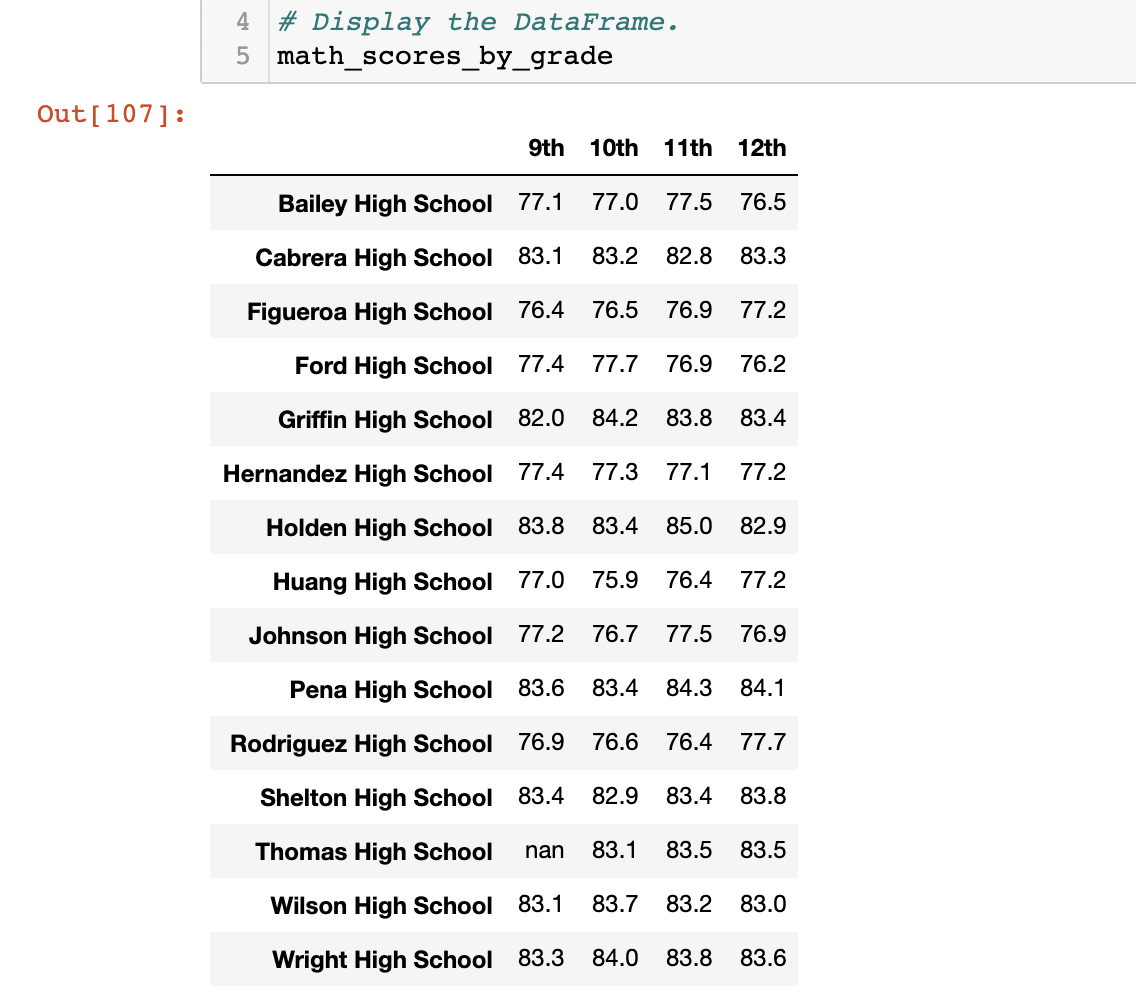 4 # Display the DataFrame.
5 math_scores_by_grade
Out[107]:
9th 10th 11th 12th
Bailey High School 77.1 77.0 77.5 76.5
Cabrera High School 83.1 83.2 82.8 83.3
Figueroa High School 76.4 76.5 76.9 77.2
Ford High School 77.4 77.7 76.9 76.2
Griffin High School 82.0 84.2 83.8 83.4
Hernandez High School 77.4 77.3 77.1 77.2
Holden High School 83.8 83.4 85.0 82.9
Huang High School 77.0 75.9 76.4 77.2
Johnson High School 77.2 76.7 77.5 76.9
Pena High School 83.6 83.4 84.3 84.1
Rodriguez High School 76.9 76.6 76.4 77.7
Shelton High School 83.4 82.9 83.4 83.8
Thomas High School nan 83.1 83.5 83.5
Wilson High School 83.1 83.7 83.2 83.0
Wright High School 83.3 84.0 83.8 83.6